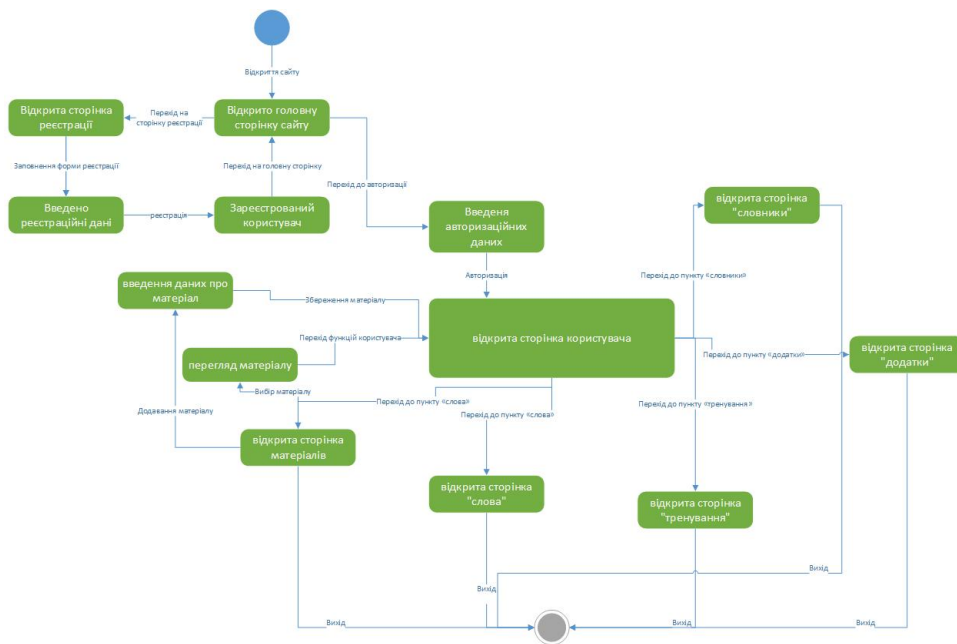 Відкриття сайту
Відкрита сторінка
реєстрації
Перехід на
сторінку реєстрації
Відкрито головну
сторінку сайту
Заповнення форми реєстрації
Перехід на головну сторінку
Перехід до авторизації
Введено
реєстраційні дані
реєстрація
Зареєстрований
користувач
Введеня
авторизаційних
даних
відкрита сторінка
"словники"
Авторизація
Перехід до пункту «словники»
введення даних про
матеріал
Збереження матеріалу
відкрита сторінка користувача
Перехід функцій користувача
перегляд матеріалу
Перехід до пункту «додатки»
відкрита сторінка
"додатки"
Вибір матеріалу
Перехід до пункту «слова»
Перехід до пункту «слова»
Перехід до пункту «тренування »
Додавання матеріалу
відкрита сторінка
матеріалів
відкрита сторінка
"слова"
відкрита сторінка
"тренування"
Вихід
Вихід
Вихід
Вихід
Вихід